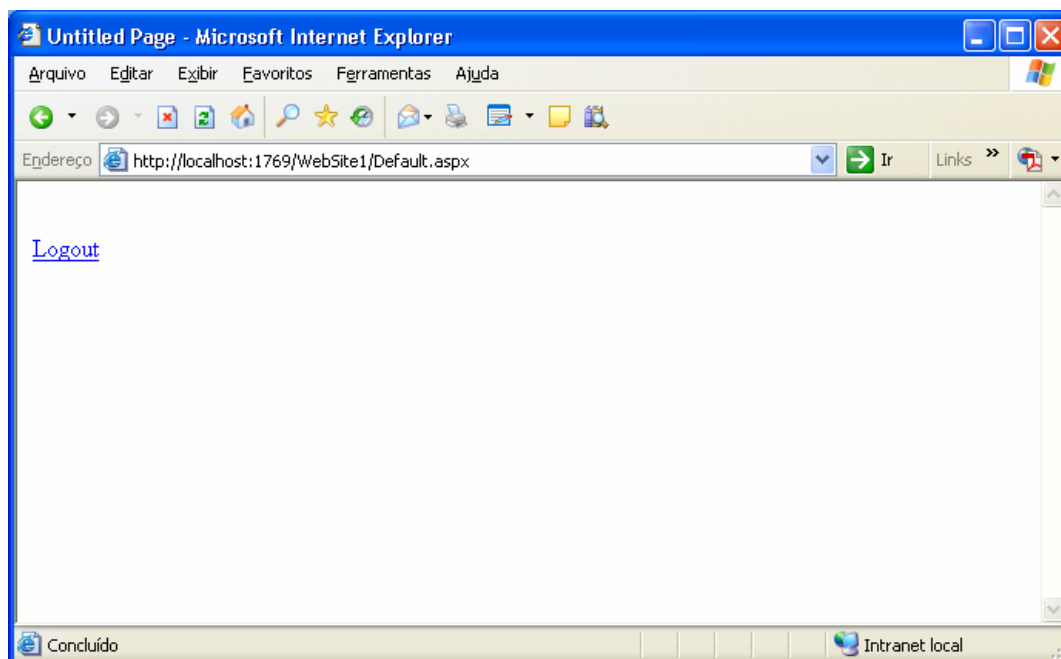 Untitled Page - Microsoft Internet Explorer
Arquivo Editar Exibir Favoritos Ferramentas Ajuda
Endereço http://localhost:1769/WebSite1/Default.aspx Ir Links »
Logout
Concluído Intranet local